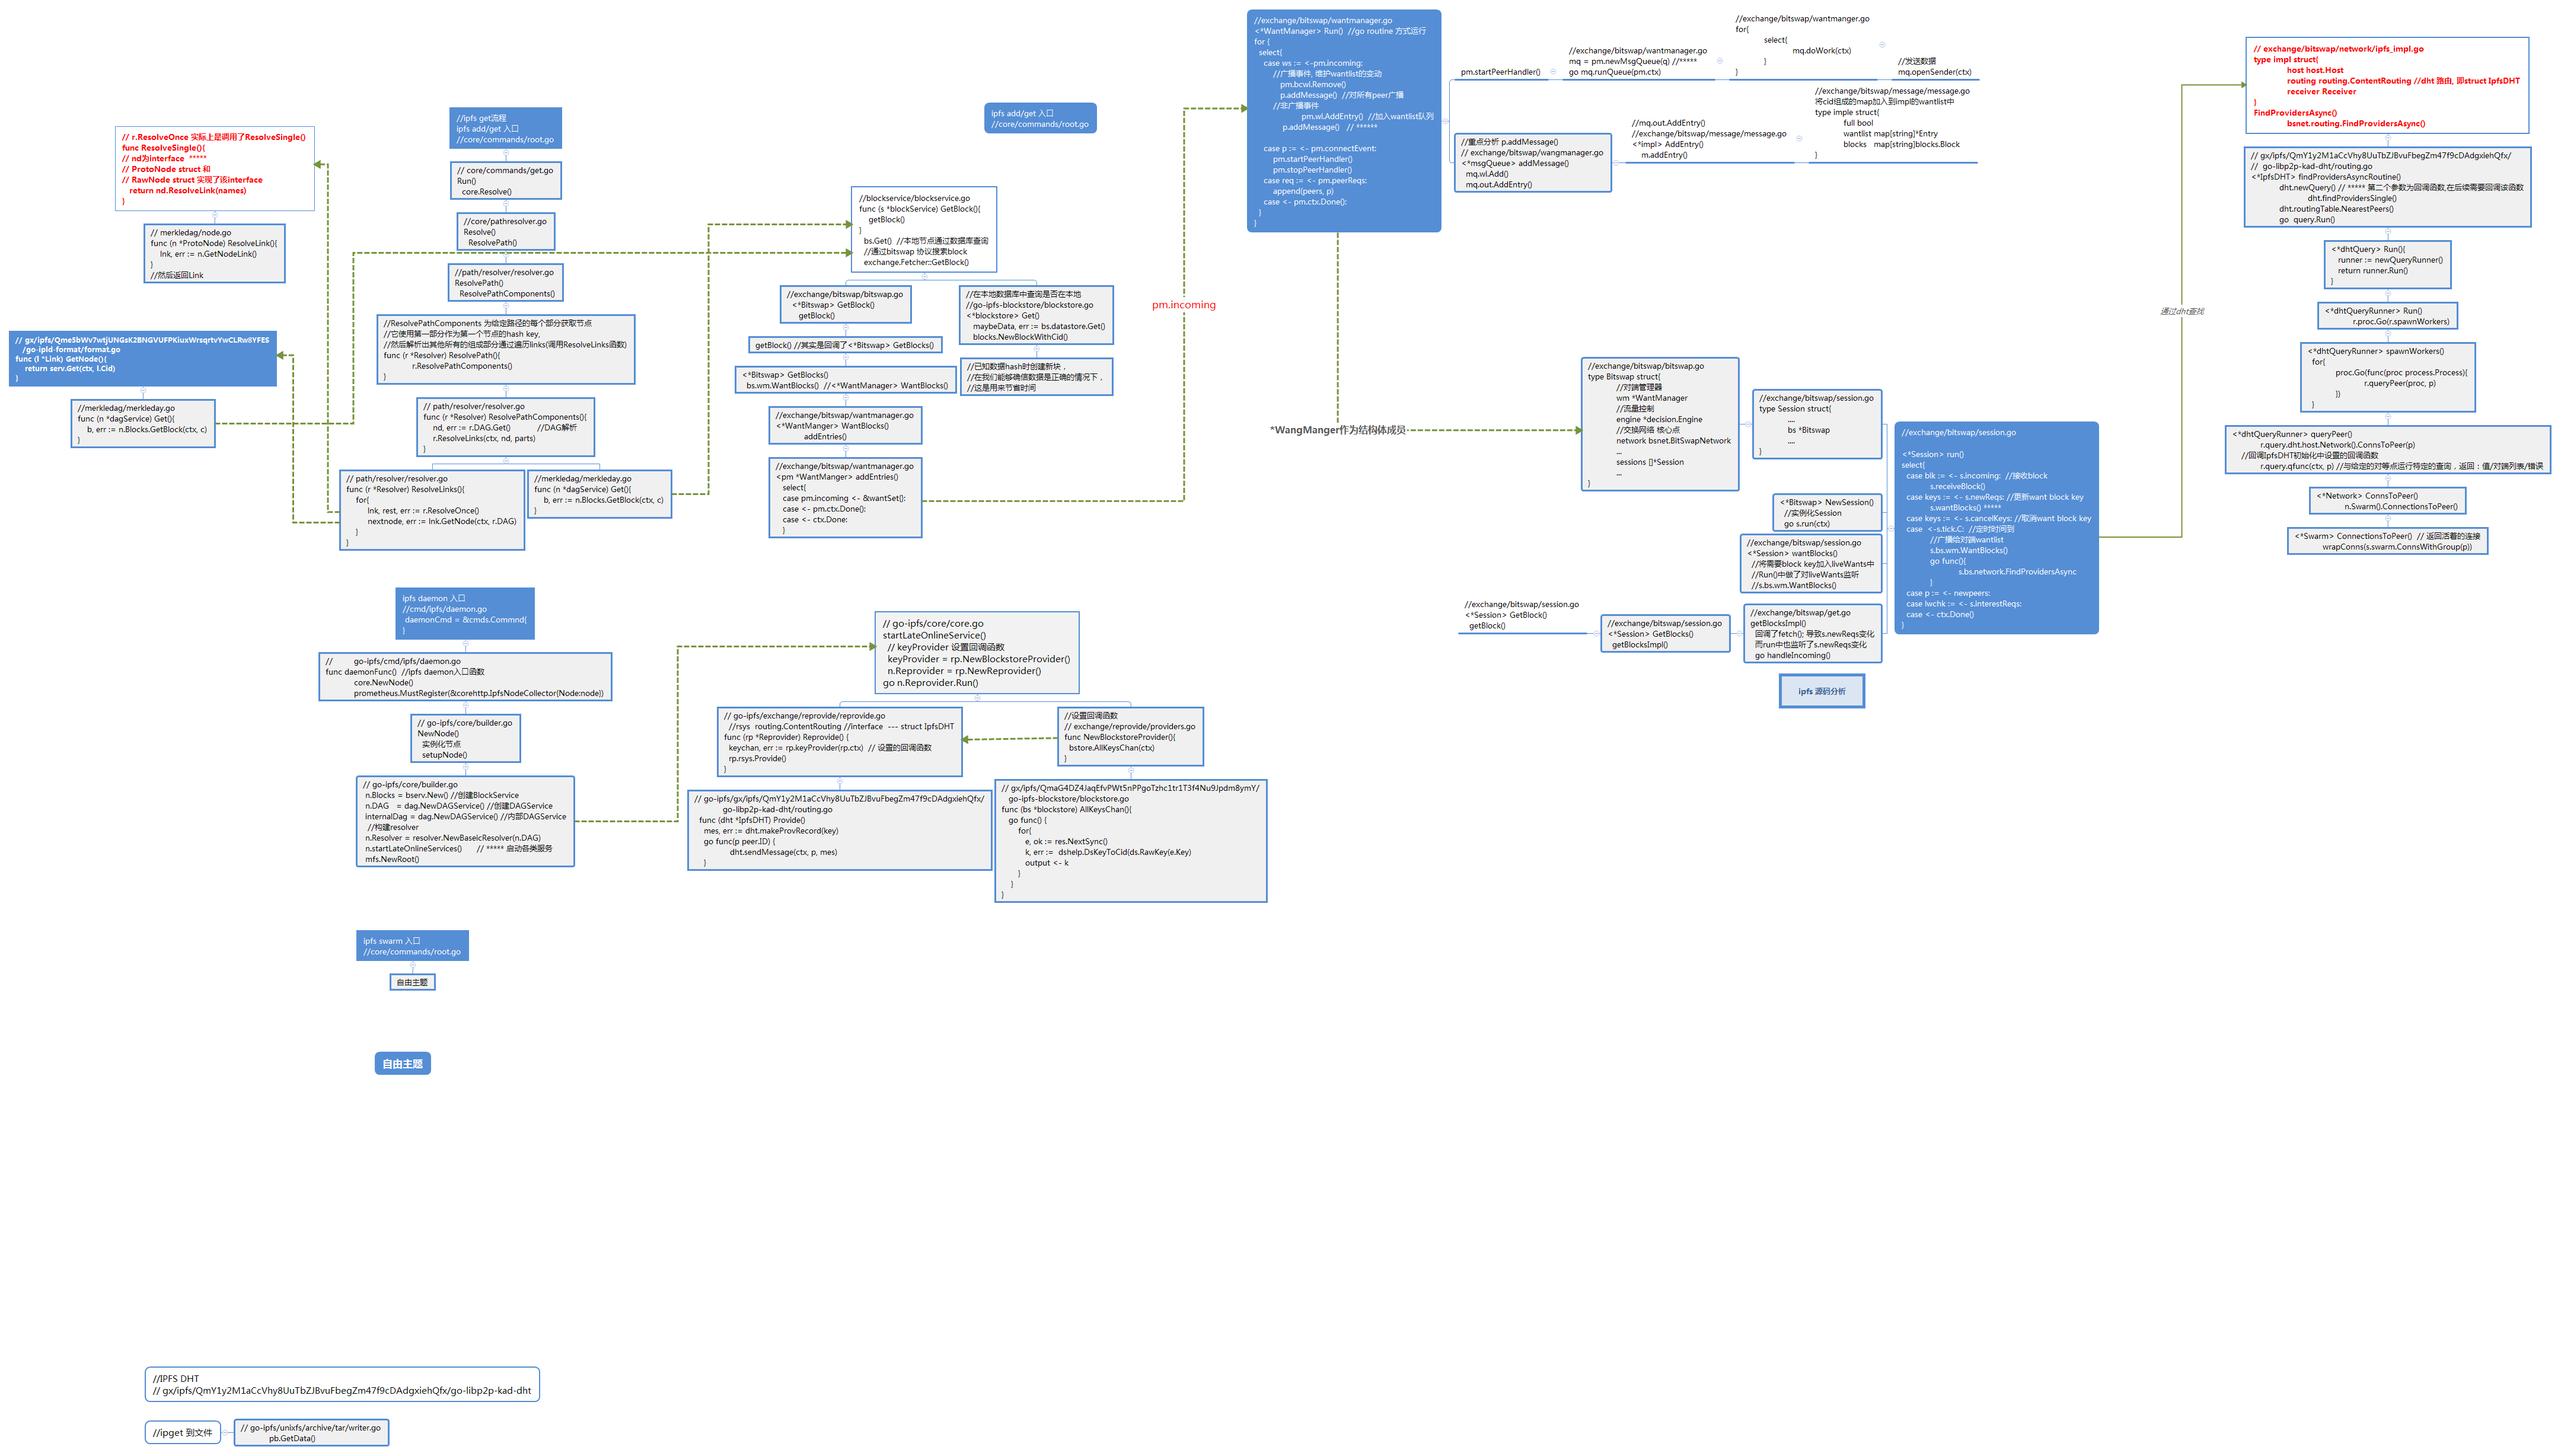 // r.ResolveOnce 实际上是调用了ResolveSingle()
func ResolveSingle(){
// nd为interface  *****
// ProtoNode struct 和
// RawNode struct 实现了该interface
return nd.ResolveLink(names)
}
// merkledag/node.go
func (n *ProtoNode) ResolveLink(){
lnk, err := n.GetNodeLink()
}
//然后返回Link
// gx/ipfs/Qme5bWv7wtjUNGsK2BNGVUFPKiuxWrsqrtvYwCLRw8YFES
/go-ipld-format/format.go
func (l *Link) GetNode(){
return serv.Get(ctx, l.Cid)
}
//merkledag/merkleday.go
func (n *dagService) Get(){
b, err := n.Blocks.GetBlock(ctx, c)
}
//ipfs get流程
ipfs add/get 入口
//core/commands/root.go
// core/commands/get.go
Run()
core.Resolve()
//core/pathresolver.go
Resolve()
ResolvePath()
//path/resolver/resolver.go
ResolvePath()
ResolvePathComponents()
//ResolvePathComponents 为给定路径的每个部分获取节点
//它使用第一部分作为第一个节点的hash key,
//然后解析出其他所有的组成部分通过遍历links(调用ResolveLinks函数)
func (r *Resolver) ResolvePath(){
r.ResolvePathComponents()
}
// path/resolver/resolver.go
func (r *Resolver) ResolvePathComponents(){
nd, err := r.DAG.Get()  //DAG解析
r.ResolveLinks(ctx, nd, parts)
}
// path/resolver/resolver.go
func (r *Resolver) ResolveLinks(){
for{
lnk, rest, err := r.ResolveOnce()
nextnode, err := lnk.GetNode(ctx, r.DAG)
}
}
//merkledag/merkleday.go
func (n *dagService) Get(){
b, err := n.Blocks.GetBlock(ctx, c)
}
ipfs add/get 入口
//core/commands/root.go
//blockservice/blockservice.go
func (s *blockService) GetBlock(){
getBlock()
}
bs.Get()  //本地节点通过数据库查询
//通过bitswap 协议搜索block
exchange.Fetcher::GetBlock()
//exchange/bitswap/bitswap.go
<*Bitswap> GetBlock()
getBlock()
getBlock() //其实是回调了<*Bitswap> GetBlocks()
<*Bitswap> GetBlocks()
bs.wm.WantBlocks()  //<*WantManager> WantBlocks()
//exchange/bitswap/wantmanager.go
<*WantManger> WantBlocks()
addEntries()
//exchange/bitswap/wantmanager.go
<pm *WantManger> addEntries()
select{
case pm.incoming <- &wantSet{}:
case <- pm.ctx.Done():
case <- ctx.Done:
}
//在本地数据库中查询是否在本地
//go-ipfs-blockstore/blockstore.go
<*blockstore> Get()
maybeData, err := bs.datastore.Get()
blocks.NewBlockWithCid()
//已知数据hash时创建新块，
//在我们能够确信数据是正确的情况下，
//这是用来节省时间
pm.incoming
//exchange/bitswap/wantmanager.go
<*WantManager> Run()  //go routine 方式运行
for {
select{
case ws := <-pm.incoming:
//广播事件, 维护wantlist的变动
pm.bcwl.Remove()
p.addMessage()  //对所有peer广播
//非广播事件
pm.wl.AddEntry()  //加入wantlist队列
p.addMessage()   // ******
case p := <- pm.connectEvent:
pm.startPeerHandler()
pm.stopPeerHandler()
case req := <- pm.peerReqs:
append(peers, p)
case <- pm.ctx.Done():
}
}
pm.startPeerHandler()
//exchange/bitswap/wantmanager.go
mq = pm.newMsgQueue(q) //*****
go mq.runQueue(pm.ctx)
//exchange/bitswap/wantmanger.go
for{
select{
mq.doWork(ctx)
}
}
//发送数据
mq.openSender(ctx)
//重点分析 p.addMessage()
// exchange/bitswap/wangmanager.go
<*msgQueue> addMessage()
mq.wl.Add()
mq.out.AddEntry()
//mq.out.AddEntry()
//exchange/bitswap/message/message.go
<*impl> AddEntry()
m.addEntry()
//exchange/bitswap/message/message.go
将cid组成的map加入到impl的wantlist中
type imple struct{
full bool
wantlist map[string]*Entry
blocks   map[string]blocks.Block
}
*WangManger作为结构体成员
//exchange/bitswap/bitswap.go
type Bitswap struct{
//对端管理器
wm *WantManager
//流量控制
engine *decision.Engine
//交换网络 核心点
network bsnet.BitSwapNetwork
...
sessions []*Session
...
}
//exchange/bitswap/session.go
type Session struct{
....
bs *Bitswap
....
}
<*Bitswap> NewSession()
//实例化Session
go s.run(ctx)
//exchange/bitswap/session.go
<*Session> wantBlocks()
//将需要block key加入liveWants中
//Run()中做了对liveWants监听
//s.bs.wm.WantBlocks()
//exchange/bitswap/get.go
getBlocksImpl()
回调了fetch(); 导致s.newReqs变化
而run中也监听了s.newReqs变化
go handleIncoming()
//exchange/bitswap/session.go
<*Session> GetBlocks()
getBlocksImpl()
//exchange/bitswap/session.go
<*Session> GetBlock()
getBlock()
ipfs 源码分析
//exchange/bitswap/session.go
<*Session> run()
select{
case blk := <- s.incoming:  //接收block
s.receiveBlock()
case keys := <- s.newReqs: //更新want block key
s.wantBlocks() *****
case keys := <- s.cancelKeys: //取消want block key
case  <-s.tick.C:  //定时时间到
//广播给对端wantlist
s.bs.wm.WantBlocks()
go func(){
s.bs.network.FindProvidersAsync
}
case p := <- newpeers:
case lwchk := <- s.interestReqs:
case <- ctx.Done()
}
通过dht查找
// exchange/bitswap/network/ipfs_impl.go
type impl struct{
host host.Host
routing routing.ContentRouting //dht 路由, 即struct IpfsDHT
receiver Receiver
}
FindProvidersAsync()
bsnet.routing.FindProvidersAsync()
// gx/ipfs/QmY1y2M1aCcVhy8UuTbZJBvuFbegZm47f9cDAdgxiehQfx/
//  go-libp2p-kad-dht/routing.go
<*IpfsDHT> findProvidersAsyncRoutine()
dht.newQuery() // ***** 第二个参数为回调函数,在后续需要回调该函数
dht.findProvidersSingle()
dht.routingTable.NearestPeers()
go  query.Run()
<*dhtQuery> Run(){
runner := newQueryRunner()
return runner.Run()
}
<*dhtQueryRunner> Run()
r.proc.Go(r.spawnWorkers)
<*dhtQueryRunner> spawnWorkers()
for{
proc.Go(func(proc process.Process){
r.queryPeer(proc, p)
})
}
<*dhtQueryRunner> queryPeer()
r.query.dht.host.Network().ConnsToPeer(p)
//回调IpfsDHT初始化中设置的回调函数
r.query.qfunc(ctx, p) //与给定的对等点运行特定的查询，返回：值/对端列表/错误
<*Network> ConnsToPeer()
n.Swarm().ConnectionsToPeer()
<*Swarm> ConnectionsToPeer()  // 返回活着的连接
wrapConns(s.swarm.ConnsWithGroup(p))
ipfs daemon 入口
//cmd/ipfs/daemon.go
daemonCmd = &cmds.Commnd{
}
//         go-ipfs/cmd/ipfs/daemon.go
func daemonFunc()  //ipfs daemon入口函数
core.NewNode()
prometheus.MustRegister(&corehttp.IpfsNodeCollector{Node:node})
// go-ipfs/core/builder.go
NewNode()
实例化节点
setupNode()
// go-ipfs/core/builder.go
n.Blocks = bserv.New() //创建BlockService
n.DAG   = dag.NewDAGService() //创建DAGService
internalDag = dag.NewDAGService() //内部DAGService
//构建resolver
n.Resolver = resolver.NewBaseicResolver(n.DAG)
n.startLateOnlineServices()      // ***** 启动各类服务
mfs.NewRoot()
// go-ipfs/core/core.go
startLateOnlineService()
// keyProvider 设置回调函数
keyProvider = rp.NewBlockstoreProvider()
n.Reprovider = rp.NewReprovider()
go n.Reprovider.Run()
// go-ipfs/exchange/reprovide/reprovide.go
//rsys  routing.ContentRouting //interface  --- struct IpfsDHT
func (rp *Reprovider) Reprovide() {
keychan, err := rp.keyProvider(rp.ctx)  // 设置的回调函数
rp.rsys.Provide()
}
// go-ipfs/gx/ipfs/QmY1y2M1aCcVhy8UuTbZJBvuFbegZm47f9cDAdgxiehQfx/
go-libp2p-kad-dht/routing.go
func (dht *IpfsDHT) Provide()
mes, err := dht.makeProvRecord(key)
go func(p peer.ID) {
dht.sendMessage(ctx, p, mes)
}
//设置回调函数
// exchange/reprovide/providers.go
func NewBlockstoreProvider(){
bstore.AllKeysChan(ctx)
}
// gx/ipfs/QmaG4DZ4JaqEfvPWt5nPPgoTzhc1tr1T3f4Nu9Jpdm8ymY/
go-ipfs-blockstore/blockstore.go
func (bs *blockstore) AllKeysChan(){
go func() {
for{
e, ok := res.NextSync()
k, err :=  dshelp.DsKeyToCid(ds.RawKey(e.Key)
output <- k
}
}
}
ipfs swarm 入口
//core/commands/root.go
自由主题
自由主题
//IPFS DHT
// gx/ipfs/QmY1y2M1aCcVhy8UuTbZJBvuFbegZm47f9cDAdgxiehQfx/go-libp2p-kad-dht
//ipget 到文件
// go-ipfs/unixfs/archive/tar/writer.go
pb.GetData()